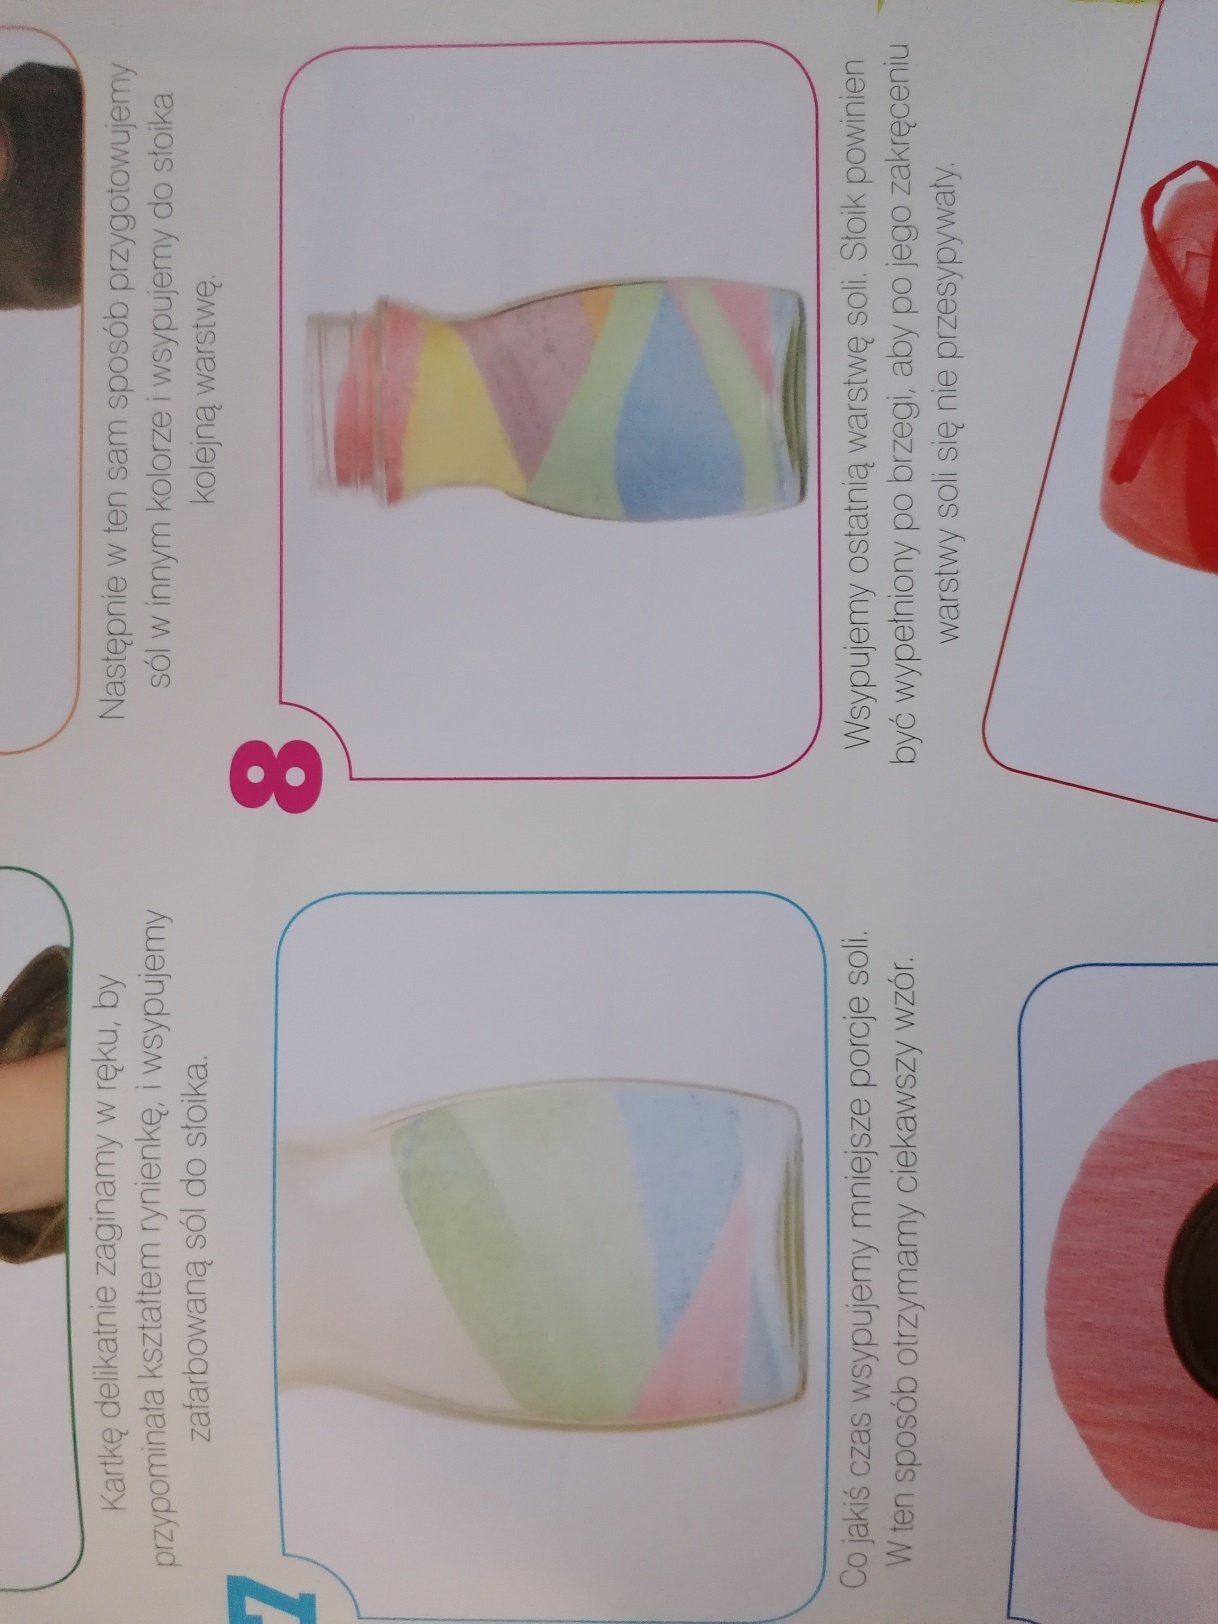 Kartkę delikatnie zaginamy w ręku, by
przypominała kształtem rynienkę, i wsypujemy
zafarbowaną sól do słoika.
Następnie w ten sam sposób przygotowujemy
sól w innym kolorze i wsypujemy do słoika
kolejną warstwę.
7
Co jakiś czas wsypujemy mniejsze porcje soli.
W ten sposób otrzymamy ciekawszy wzór.
8
Wsypujemy ostatnią warstwę soli. Słoik powinien
być wypełniony po brzegi, aby po jego zakręceniu
warstwy soli się nie przesypywały.